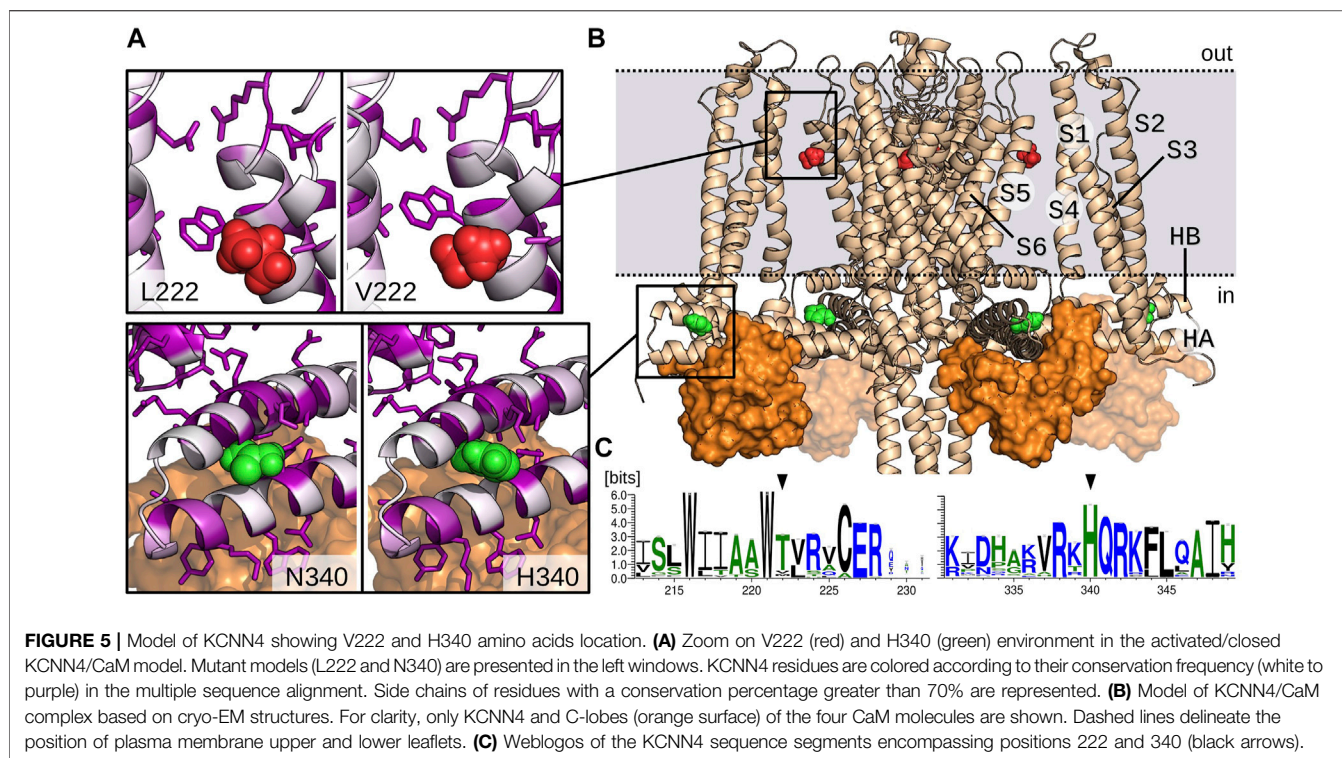 A
B
out
S1
S2
S3
S5
S4
S6
HB
in
HA
L222
V222
N340
H340
C
[bits]
6.0
5.0
4.0
3.0
2.0
1.0
0.0
215
220
225
230
335
340
345
FIGURE 5 | Model of KCNN4 showing V222 and H340 amino acids location. (A) Zoom on V222 (red) and H340 (green) environment in the activated/closed
KCNN4/CaM model. Mutant models (L222 and N340) are presented in the left windows. KCNN4 residues are colored according to their conservation frequency (white to
purple) in the multiple sequence alignment. Side chains of residues with a conservation percentage greater than 70% are represented. (B) Model of KCNN4/CaM
complex based on cryo-EM structures. For clarity, only KCNN4 and C-lobes (orange surface) of the four CaM molecules are shown. Dashed lines delineate the
position of plasma membrane upper and lower leaflets. (C) Weblogos of the KCNN4 sequence segments encompassing positions 222 and 340 (black arrows).